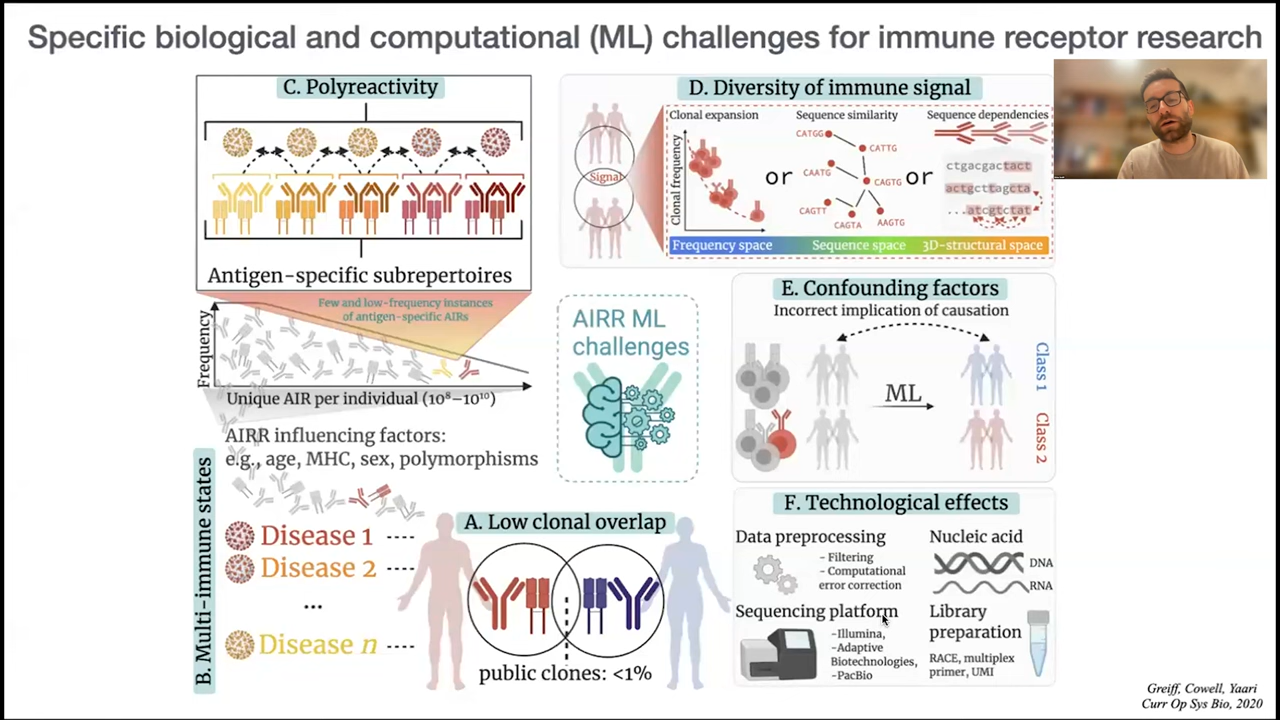 Specific biological and computational (ML) challenges for immune receptor research
C. Polyreactivity
Antigen-specific subrepertoires
Few and low-frequency instances
of antigen-specific AIRs
Frequency
Unique AIR per individual (10⁸–10¹⁰)
AIRR influencing factors:
e.g., age, MHC, sex, polymorphisms
B. Multi-immune states
Disease 1
Disease 2
...
Disease n
A. Low clonal overlap
public clones: <1%
AIRR ML
challenges
D. Diversity of immune signal
Signal
Clonal expansion
Clonal frequency
or
Sequence similarity
CATGG
CATTG
CAATG
CAGTG
CAGTT
CAGTA
AAGTG
or
Sequence dependencies
ctgacgactact
actgcttagcta
...atcgtctat
Frequency space
Sequence space
3D-structural space
E. Confounding factors
Incorrect implication of causation
ML
Class 1
Class 2
F. Technological effects
Data preprocessing
- Filtering
- Computational
error correction
Nucleic acid
DNA
RNA
Sequencing platform
-Illumina,
-Adaptive
Biotechnologies,
-PacBio
Library
preparation
RACE, multiplex
primer, UMI
Greiff, Cowell, Yaari
Curr Op Sys Bio, 2020